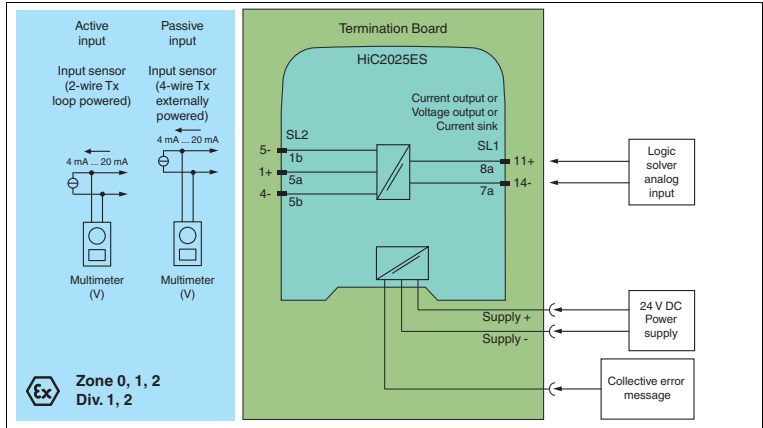 Active
input
Input sensor
(2-wire Tx
loop powered)
4 mA ... 20 mA
Multimeter
(V)
Passive
input
Input sensor
(4-wire Tx
externally
powered)
4 mA ... 20 mA
Multimeter
(V)
Ex
Zone 0, 1, 2
Div. 1, 2
Termination Board
HiC2025ES
Current output or
Voltage output or
Current sink
SL2
SL1
5-
1b
1+
5a
4-
5b
11+
8a
14-
7a
Supply +
Supply -
Logic
solver
analog
input
24 V DC
Power
supply
Collective error
message